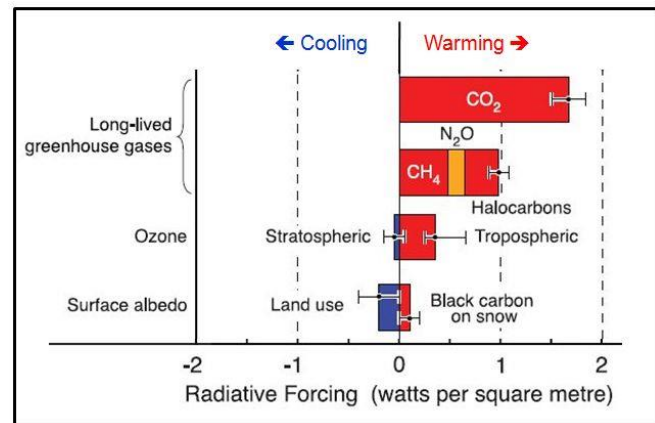 ← Cooling Warming →
CO₂
Long-lived
greenhouse gases
N₂O
CH₄
Halocarbons
Ozone Stratospheric Tropospheric
Surface albedo Land use Black carbon
on snow
-2 -1 0 1 2
Radiative Forcing (watts per square metre)